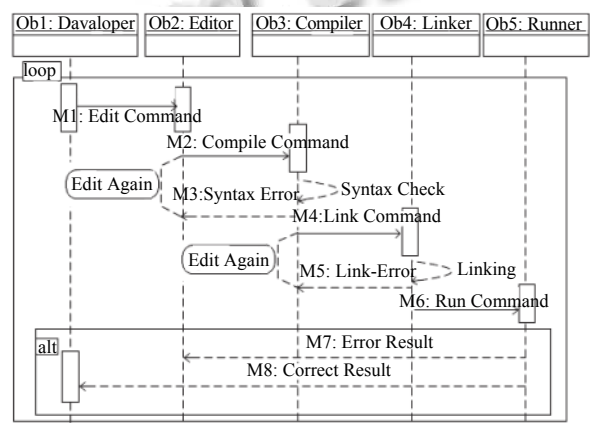 Ob1: Davaloper Ob2: Editor Ob3: Compiler Ob4: Linker Ob5: Runner
loop
M1: Edit Command
M2: Compile Command
Edit Again
M3:Syntax Error
Syntax Check
M4:Link Command
Edit Again
M5: Link-Error
Linking
M6: Run Command
alt
M7: Error Result
M8: Correct Result